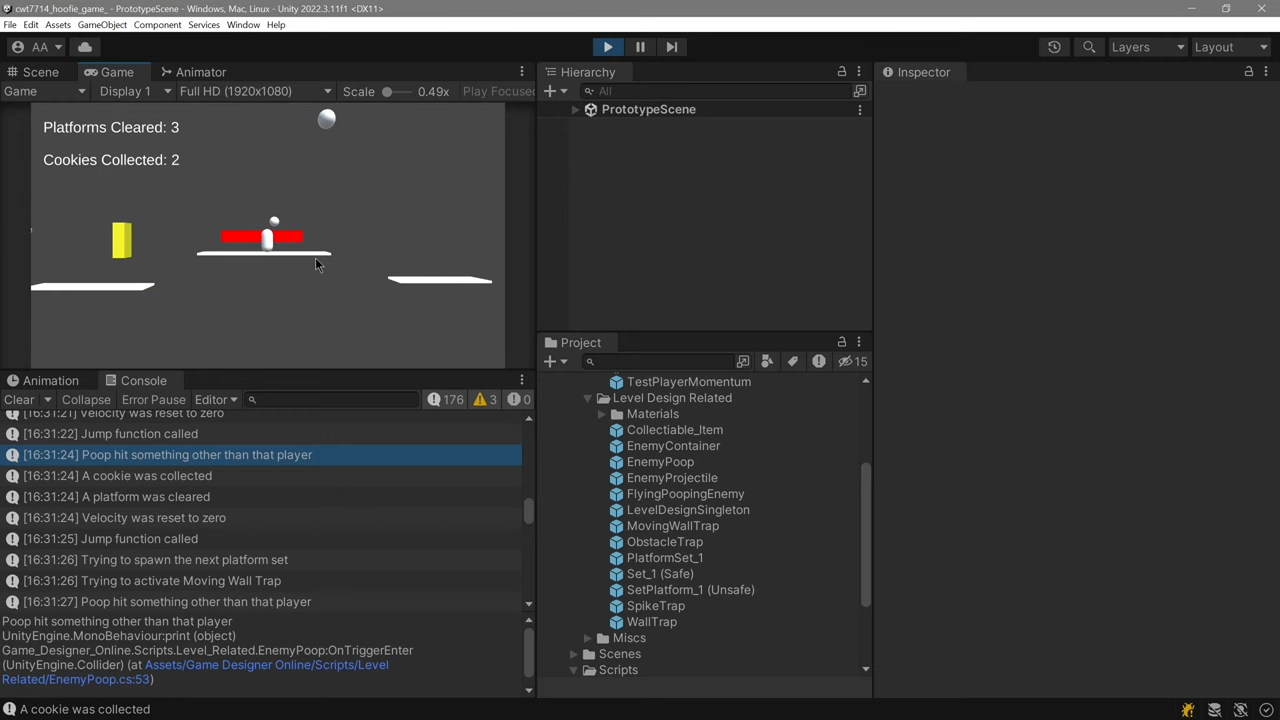 cwt7714_hoofie_game_ - PrototypeScene - Windows, Mac, Linux - Unity 2022.3.11f1 <DX11>
File Edit Assets GameObject Component Services Window Help
AA Layers Layout
Scene Game Animator
Game Display 1 Full HD (1920x1080) Scale 0.49x Play Focused
Platforms Cleared: 3
Cookies Collected: 2
Animation Console
Clear Collapse Error Pause Editor 176 3 0
[16:31:21] Velocity was reset to zero
[16:31:22] Jump function called
[16:31:24] Poop hit something other than that player
[16:31:24] A cookie was collected
[16:31:24] A platform was cleared
[16:31:24] Velocity was reset to zero
[16:31:25] Jump function called
[16:31:26] Trying to spawn the next platform set
[16:31:26] Trying to activate Moving Wall Trap
[16:31:27] Poop hit something other than that player
Poop hit something other than that player
UnityEngine.MonoBehaviour:print (object)
Game_Designer_Online.Scripts.Level_Related.EnemyPoop:OnTriggerEnter
(UnityEngine.Collider) (at Assets/Game Designer Online/Scripts/Level
Related/EnemyPoop.cs:53)
A cookie was collected
Hierarchy
All
PrototypeScene
Project
15
TestPlayerMomentum
Level Design Related
Materials
Collectiable_Item
EnemyContainer
EnemyPoop
EnemyProjectile
FlyingPoopingEnemy
LevelDesignSingleton
MovingWallTrap
ObstacleTrap
PlatformSet_1
Set_1 (Safe)
SetPlatform_1 (Unsafe)
SpikeTrap
WallTrap
Miscs
Scenes
Scripts
Inspector